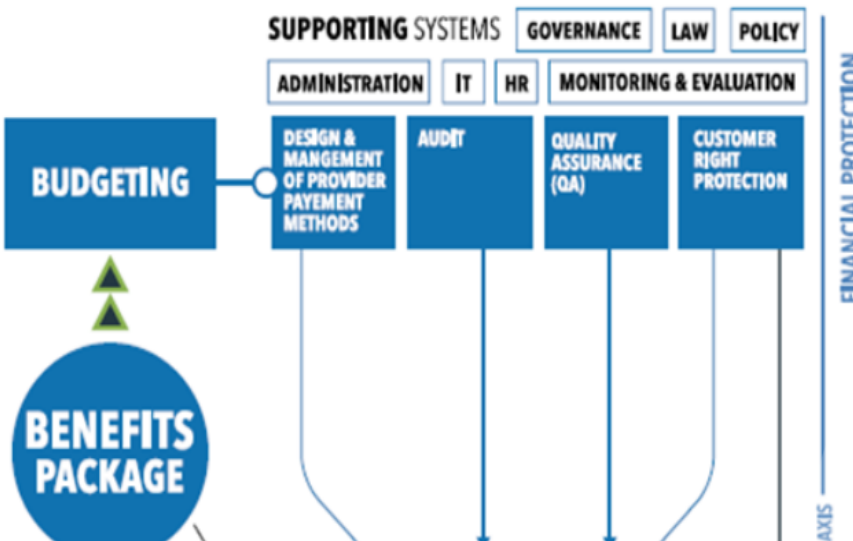 SUPPORTING SYSTEMS GOVERNANCE LAW POLICY
ADMINISTRATION IT HR MONITORING & EVALUATION
BUDGETING
DESIGN &
MANGEMENT
OF PROVIDER
PAYEMENT
METHODS
AUDIT
QUALITY
ASSURANCE
(QA)
CUSTOMER
RIGHT
PROTECTION
FINANCIAL PROTECTION
BENEFITS
PACKAGE
AXIS